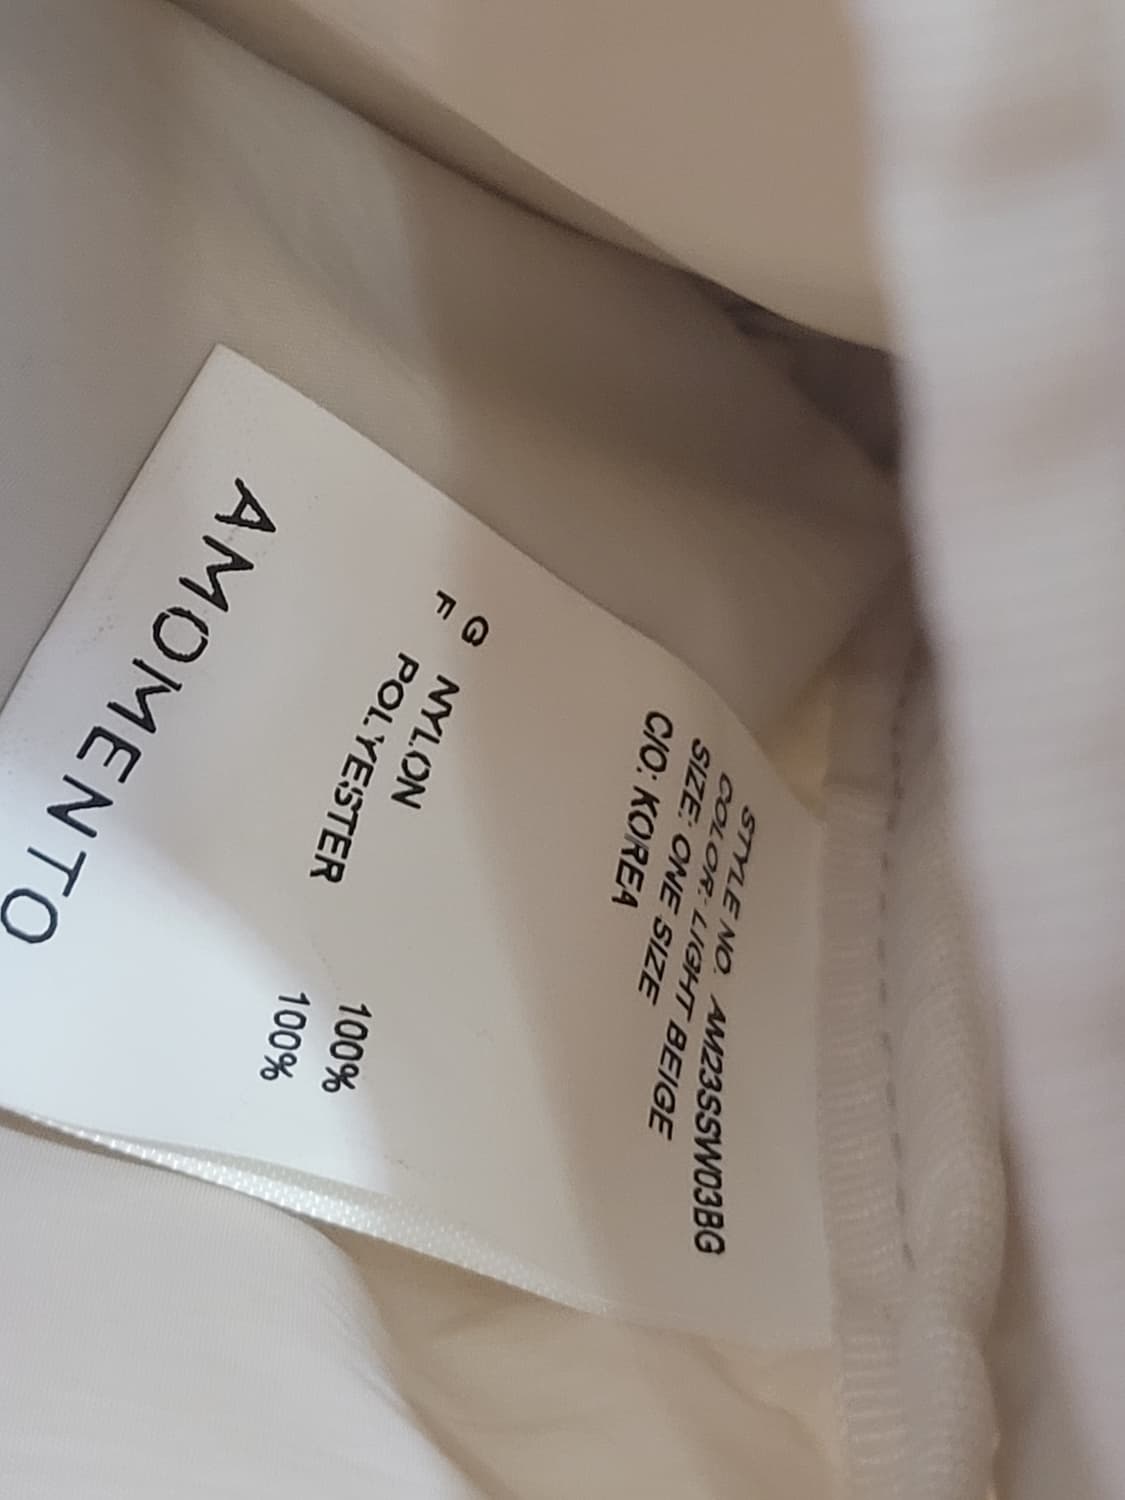 STYLE NO. AM23SSW03BG
COLOR: LIGHT BEIGE
SIZE: ONE SIZE
C/O: KOREA
G NYLON 100%
F POLYESTER 100%
AMOMENTO